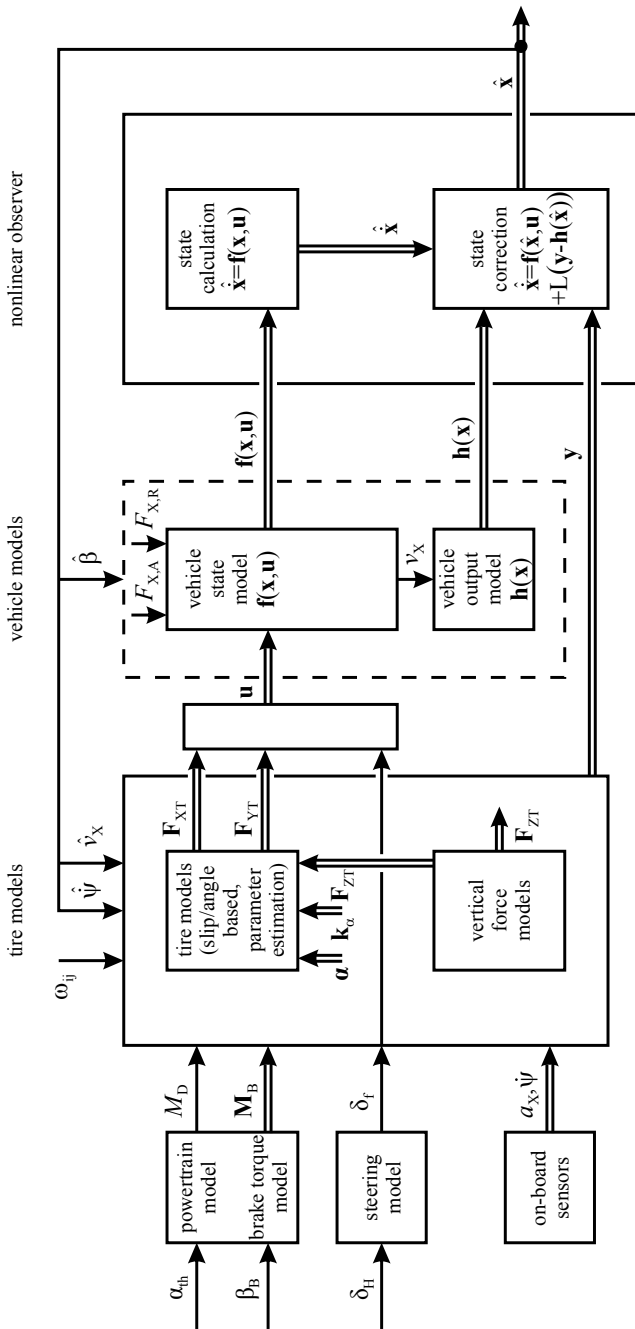 tire models
vehicle models
nonlinear observer
ω_ij
ψ̇̂
v̂_X
β̂
α_th
β_B
δ_H
powertrain
model
brake torque
model
steering
model
on-board
sensors
M_D
M_B
δ_f
a_X,ψ̇
tire models
(slip/angle
based,
parameter
estimation)
α
k_α
F_ZT
vertical
force
models
F_ZT
F_XT
F_YT
u
F_X,A
F_X,R
vehicle
state
model
f(x,u)
v_X
vehicle
output
model
h(x)
f(x,u)
h(x)
y
state
calculation
ẋ̂=f(x,u)
ẋ̂
state
correction
ẋ̂=f(x̂,u)
+L(y-h(x̂))
x̂